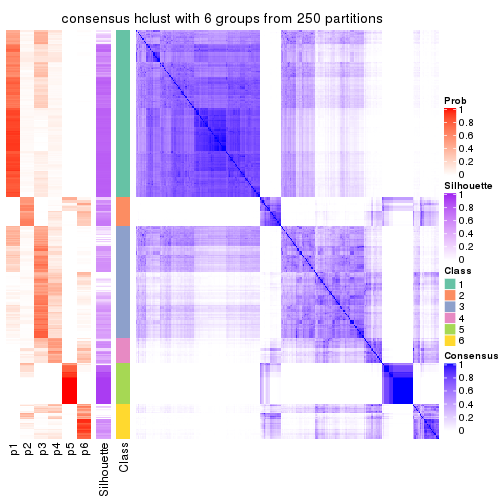 consensus hclust with 6 groups from 250 partitions
Prob
1
0.8
0.6
0.4
0.2
0
Silhouette
1
0.8
0.6
0.4
0.2
0
Class
1
2
3
4
5
6
Consensus
1
0.8
0.6
0.4
0.2
0
p1
p2
p3
p4
p5
p6
Silhouette
Class